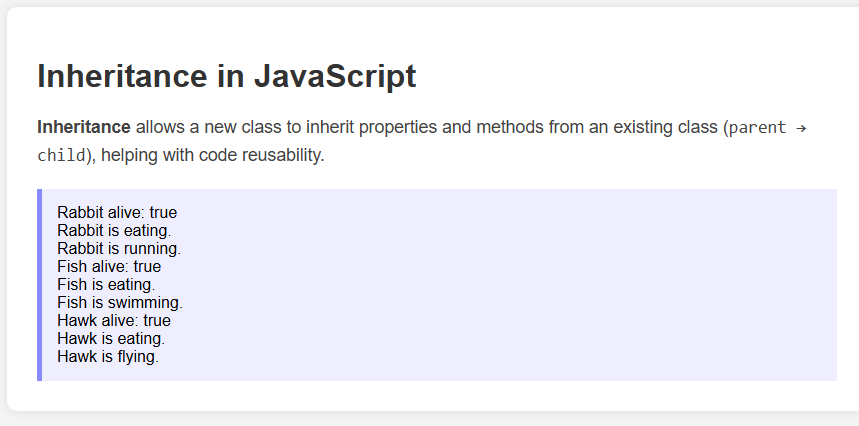 Inheritance in JavaScript
Inheritance allows a new class to inherit properties and methods from an existing class (parent →
child), helping with code reusability.
Rabbit alive: true
Rabbit is eating.
Rabbit is running.
Fish alive: true
Fish is eating.
Fish is swimming.
Hawk alive: true
Hawk is eating.
Hawk is flying.